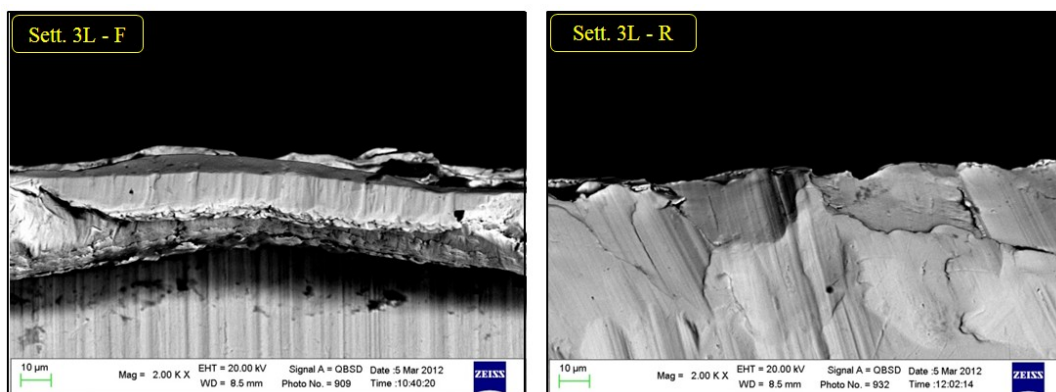 Sett. 3L - F
10 µm
Mag = 2.00 K X
EHT = 20.00 kV
WD = 8.5 mm
Signal A = QBSD
Photo No. = 909
Date :5 Mar 2012
Time :10:40:20
ZEISS
Sett. 3L - R
10 µm
Mag = 2.00 K X
EHT = 20.00 kV
WD = 8.5 mm
Signal A = QBSD
Photo No. = 932
Date :5 Mar 2012
Time :12:02:14
ZEISS